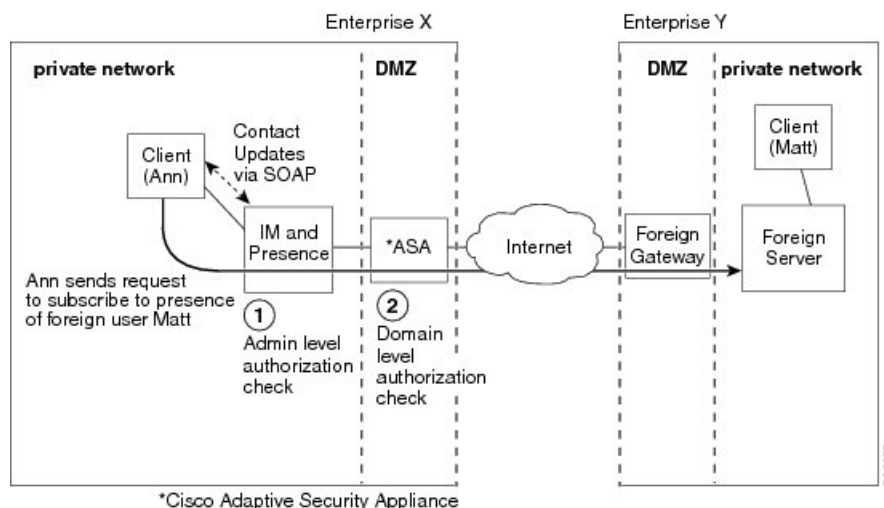 Enterprise X
Enterprise Y
private network
DMZ
DMZ
private network
Client
(Ann)
Contact
Updates
via SOAP
Client
(Matt)
IM and
Presence
*ASA
Internet
Foreign
Gateway
Foreign
Server
Ann sends request
to subscribe to presence
of foreign user Matt
1
Admin level
authorization
check
2
Domain
level
authorization
check
*Cisco Adaptive Security Appliance